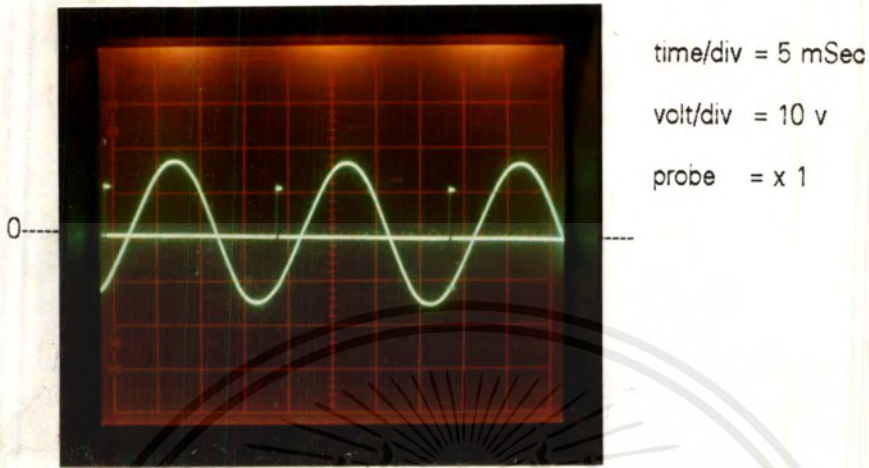 time/div = 5 mSec
volt/div = 10 v
probe = x 1
0